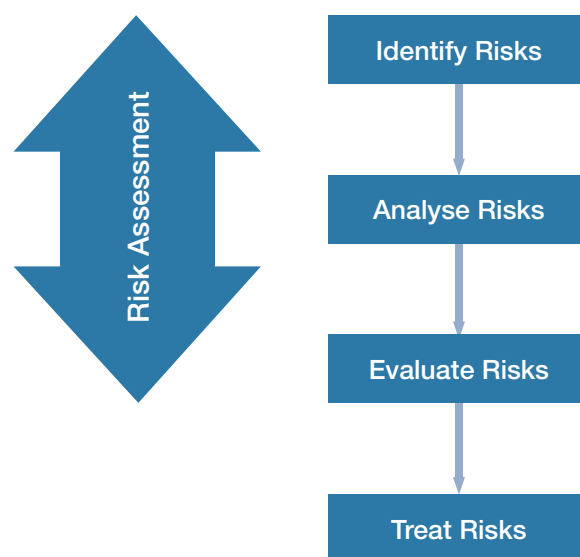 Risk Assessment
Identify Risks
Analyse Risks
Evaluate Risks
Treat Risks